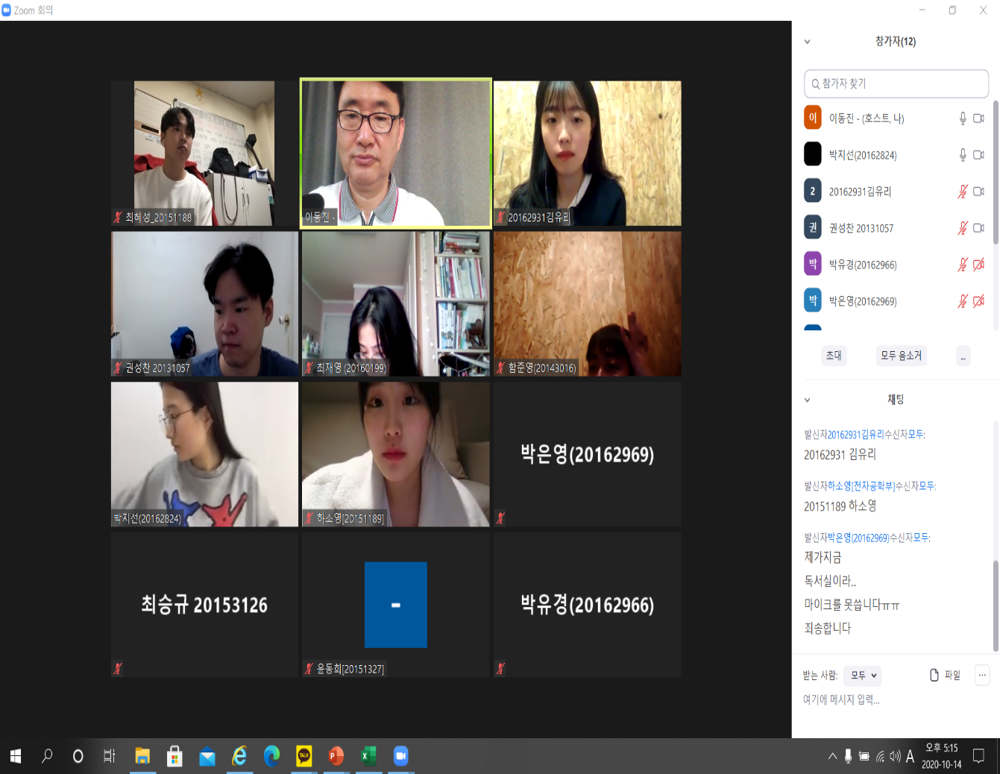 Zoom 회의
최혜성_20151188
이동진 -
20162931김유리
권성찬 20131057
최재영 (20160199)
함준영(20143016)
박지선(20162824)
하소영[20151189]
박은영(20162969)
최승규 20153126
-
윤동희[20151327]
박유경(20162966)
참가자(12)
참가자 찾기
이 이동진 - (호스트, 나)
박지선(20162824)
2 20162931김유리
권 권성찬 20131057
박 박유경(20162966)
박 박은영(20162969)
초대 모두 음소거 ...
채팅
발신자20162931김유리수신자모두:
20162931 김유리
발신자하소영[전자공학부]수신자모두:
20151189 하소영
발신자박은영(20162969)수신자모두:
제가지금
독서실이라..
마이크를 못씁니다ㅠㅠ
죄송합니다
받는 사람: 모두 파일 ...
여기에 메시지 입력...
TALK
A 오후 5:15
2020-10-14